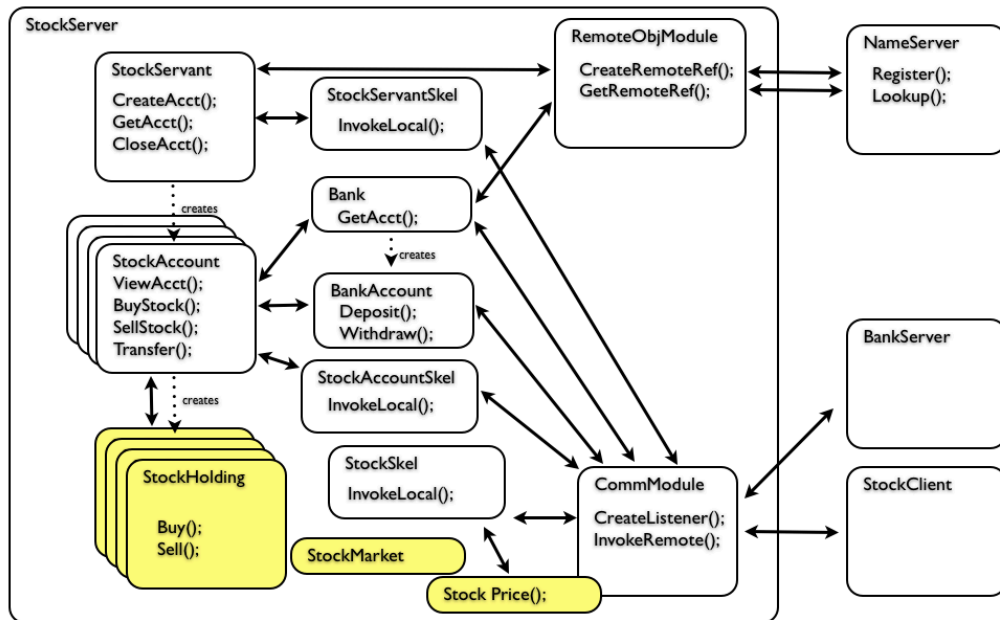 StockServer
StockServant
CreateAcct();
GetAcct();
CloseAcct();
StockServantSkel
InvokeLocal();
RemoteObjModule
CreateRemoteRef();
GetRemoteRef();
NameServer
Register();
Lookup();
creates
Bank
GetAcct();
creates
StockAccount
ViewAcct();
BuyStock();
SellStock();
Transfer();
BankAccount
Deposit();
Withdraw();
BankServer
StockAccountSkel
InvokeLocal();
creates
StockHolding
Buy();
Sell();
StockSkel
InvokeLocal();
StockMarket
Stock Price();
CommModule
CreateListener();
InvokeRemote();
StockClient